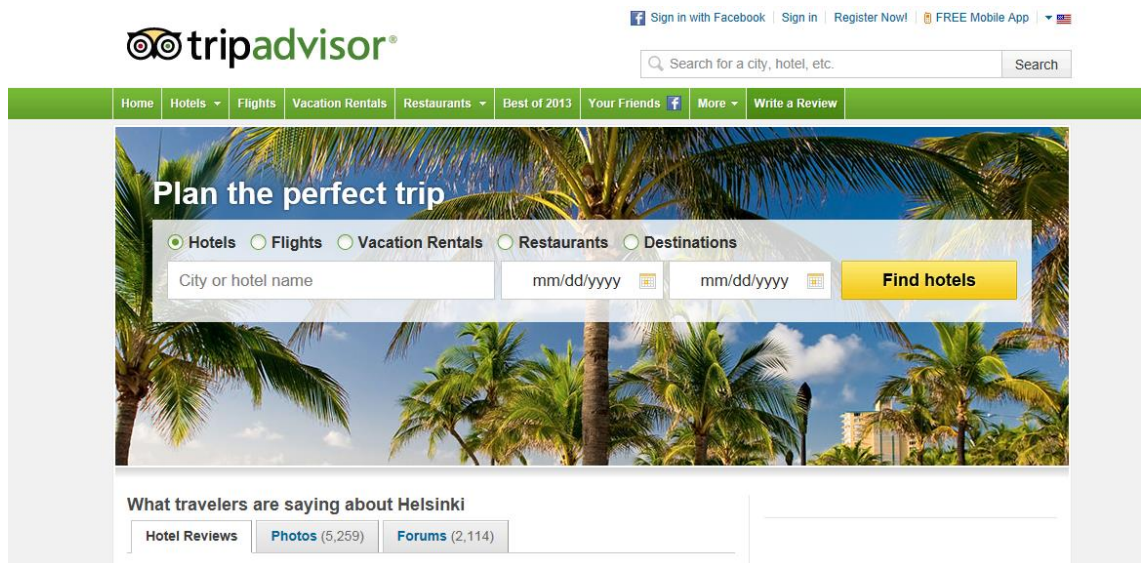 Sign in with Facebook Sign in Register Now! FREE Mobile App
tripadvisor®
Search for a city, hotel, etc. Search
Home Hotels Flights Vacation Rentals Restaurants Best of 2013 Your Friends More Write a Review
Plan the perfect trip
Hotels Flights Vacation Rentals Restaurants Destinations
City or hotel name mm/dd/yyyy mm/dd/yyyy Find hotels
What travelers are saying about Helsinki
Hotel Reviews Photos (5,259) Forums (2,114)